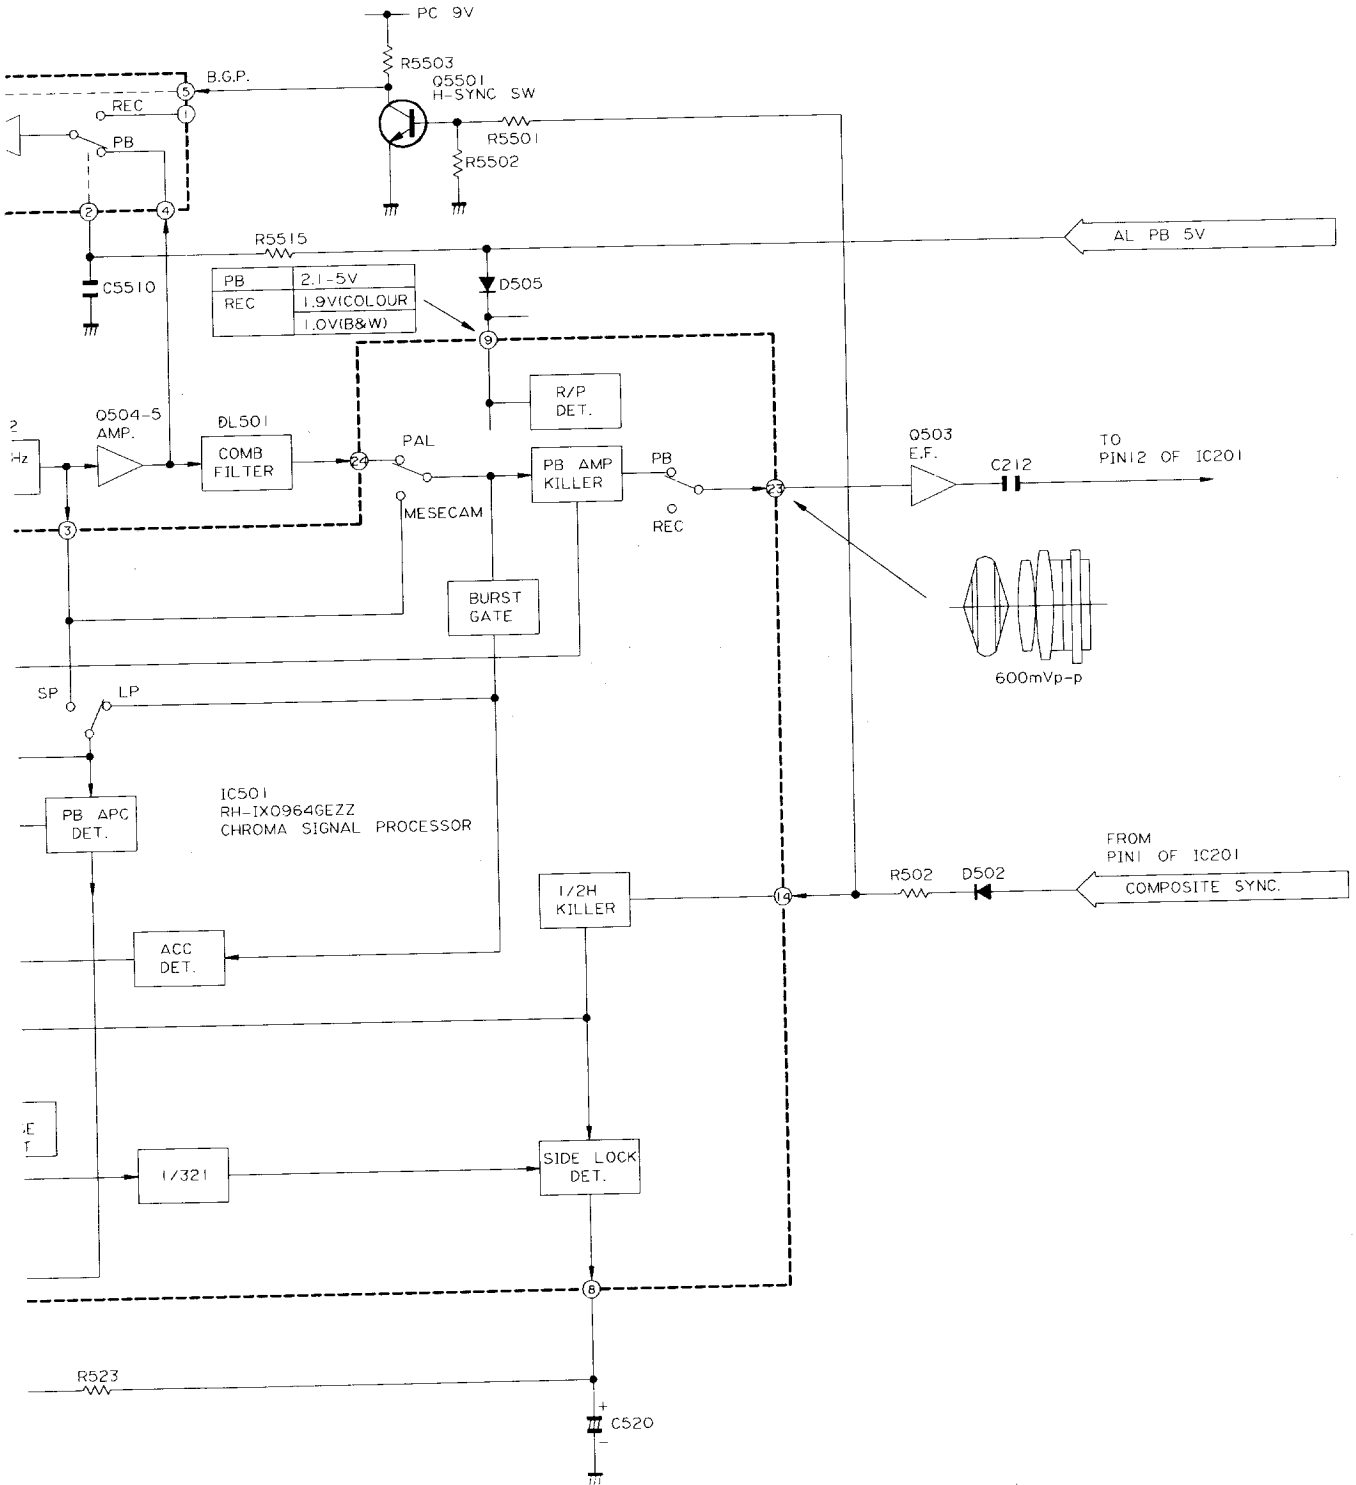 PC 9V
R5503
Q5501
H-SYNC SW
B.G.P.
5
REC
1
PB
R5501
R5502
2
4
R5515
AL PB 5V
C5510
PB 2.1-5V
REC 1.9V(COLOUR
1.0V(B&W)
D505
9
R/P
DET.
2
Hz
Q504-5
AMP.
DL501
COMB
FILTER
24
PAL
MESECAM
PB AMP
KILLER
PB
REC
23
Q503
E.F.
C212
TO
PIN12 OF IC201
3
BURST
GATE
600mVp-p
SP
LP
PB APC
DET.
IC501
RH-IX0964GEZZ
CHROMA SIGNAL PROCESSOR
FROM
PIN1 OF IC201
COMPOSITE SYNC.
R502
D502
14
1/2H
KILLER
ACC
DET.
SE
T
1/321
SIDE LOCK
DET.
8
R523
+
C520
-